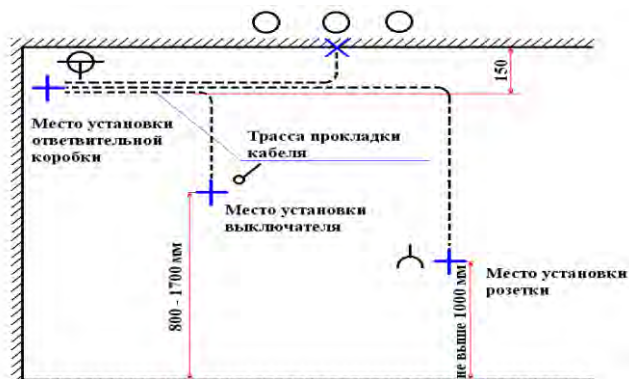 150
Место установки
ответвительной
коробки
Трасса прокладки
кабеля
Место установки
выключателя
800 - 1700 мм
не выше 1000 мм
Место установки
розетки